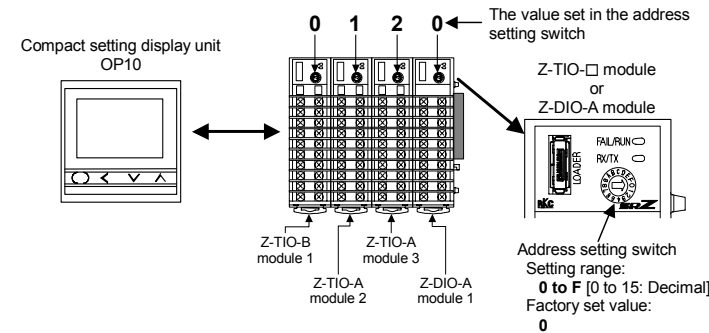 0 1 2 0
The value set in the address
setting switch
Compact setting display unit
OP10
Z-TIO-□ module
or
Z-DIO-A module
FAIL/RUN
RX/TX
LOADER
RKC
SRZ
Z-TIO-B
module 1
Z-TIO-A
module 3
Z-TIO-A
module 2
Z-DIO-A
module 1
Address setting switch
Setting range:
0 to F [0 to 15: Decimal]
Factory set value:
0